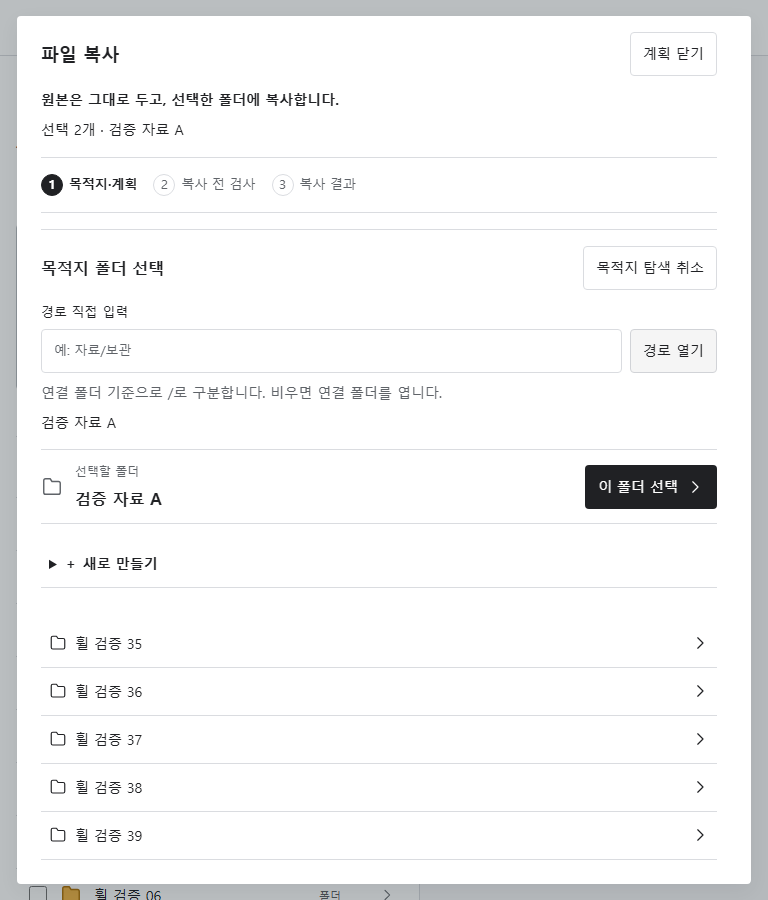 파일 복사
계획 닫기
원본은 그대로 두고, 선택한 폴더에 복사합니다.
선택 2개 · 검증 자료 A
1 목적지·계획 2 복사 전 검사 3 복사 결과
목적지 폴더 선택
목적지 탐색 취소
경로 직접 입력
예: 자료/보관
경로 열기
연결 폴더 기준으로 /로 구분합니다. 비우면 연결 폴더를 엽니다.
검증 자료 A
선택할 폴더
검증 자료 A
이 폴더 선택
+ 새로 만들기
휠 검증 35
휠 검증 36
휠 검증 37
휠 검증 38
휠 검증 39
휠 검증 06
폴더